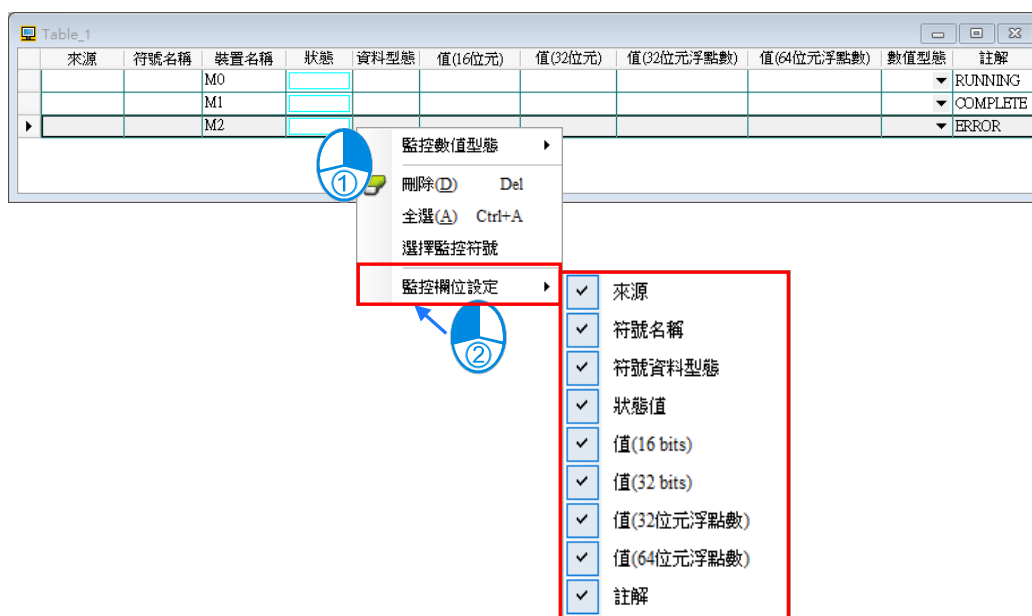 Table_1
來源 符號名稱 裝置名稱 狀態 資料型態 值(16位元) 值(32位元) 值(32位元浮點數) 值(64位元浮點數) 數值型態 註解
M0 RUNNING
M1 COMPLETE
M2 ERROR
監控數值型態
①
刪除(D) Del
全選(A) Ctrl+A
選擇監控符號
監控欄位設定
②
來源
符號名稱
符號資料型態
狀態值
值(16 bits)
值(32 bits)
值(32位元浮點數)
值(64位元浮點數)
註解